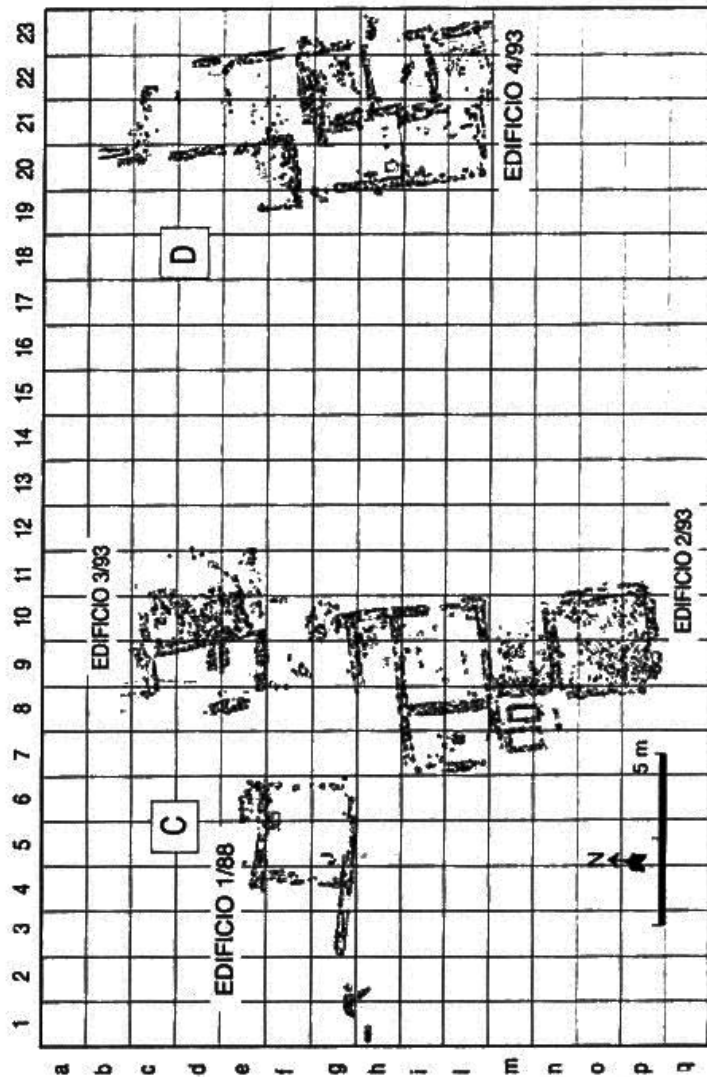 1 2 3 4 5 6 7 8 9 10 11 12 13 14 15 16 17 18 19 20 21 22 23
a
b
c
d
e
f
g
h
i
l
m
n
o
p
q
C
D
EDIFICIO 1/88
EDIFICIO 3/93
EDIFICIO 2/93
EDIFICIO 4/93
N
5 m